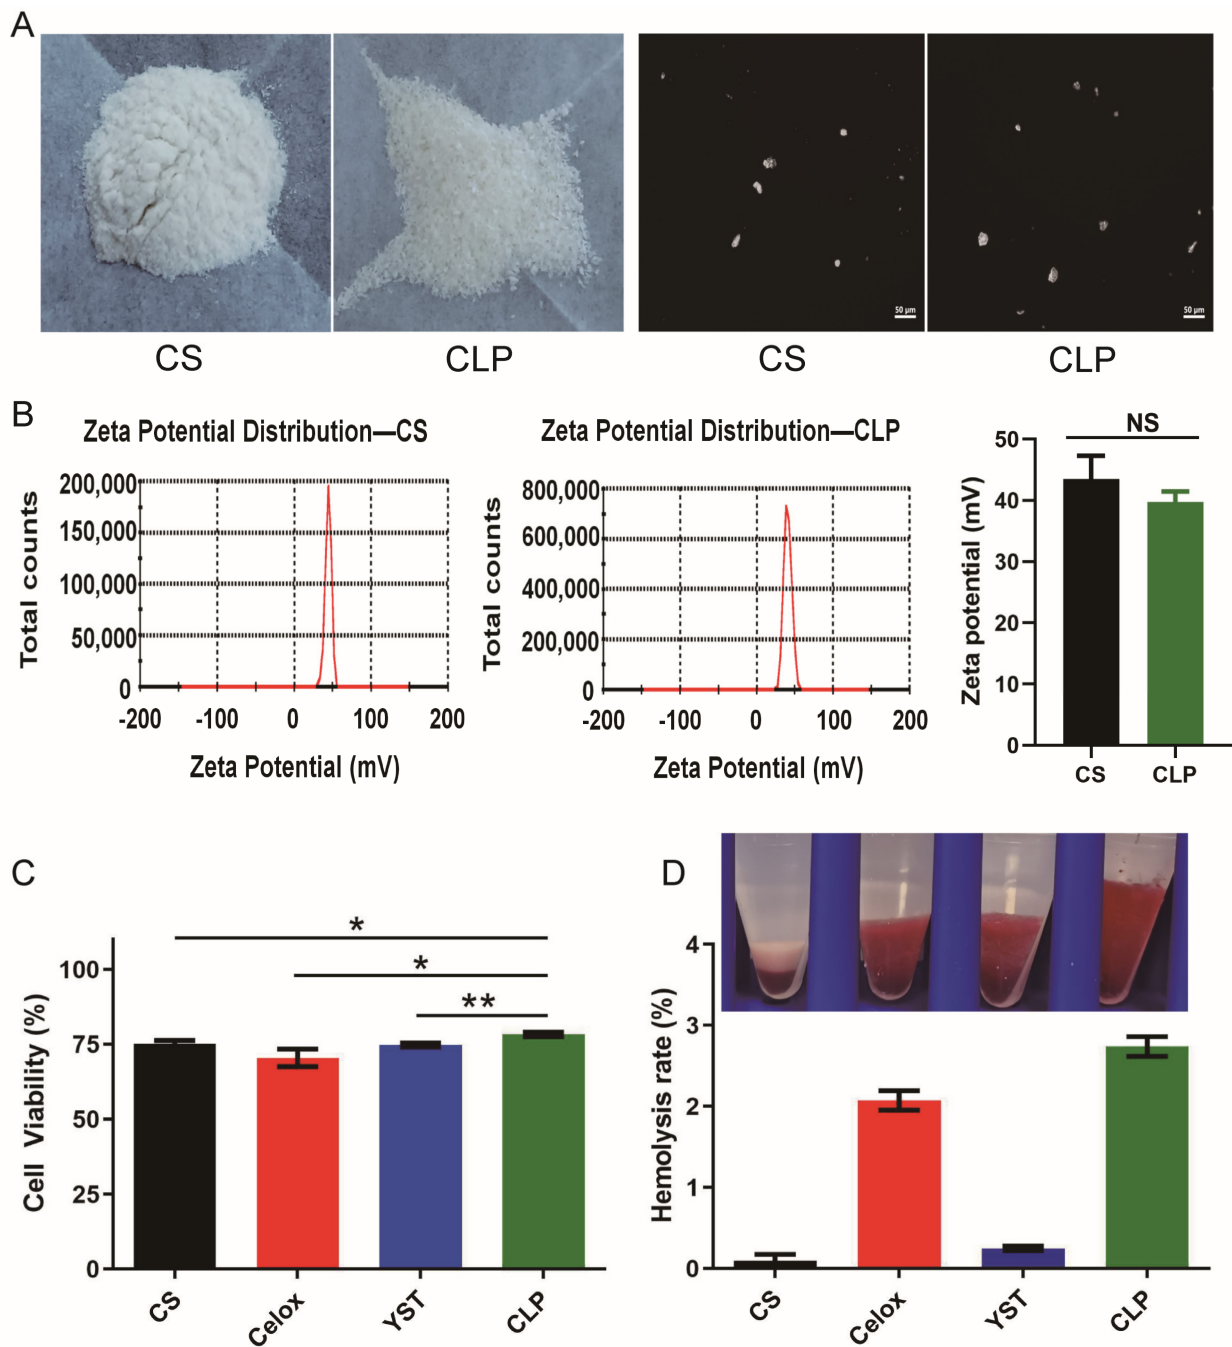 A
50 μm
50 μm
CS
CLP
CS
CLP
B
Zeta Potential Distribution—CS
Total counts
200,000
150,000
100,000
50,000
0
-200
-100
0
100
200
Zeta Potential (mV)
Zeta Potential Distribution—CLP
Total counts
800,000
600,000
400,000
200,000
0
-200
-100
0
100
200
Zeta Potential (mV)
NS
Zeta potential (mV)
50
40
30
20
10
0
CS
CLP
C
*
*
**
Cell Viability (%)
100
75
50
25
0
CS
Celox
YST
CLP
D
Hemolysis rate (%)
4
3
2
1
0
CS
Celox
YST
CLP